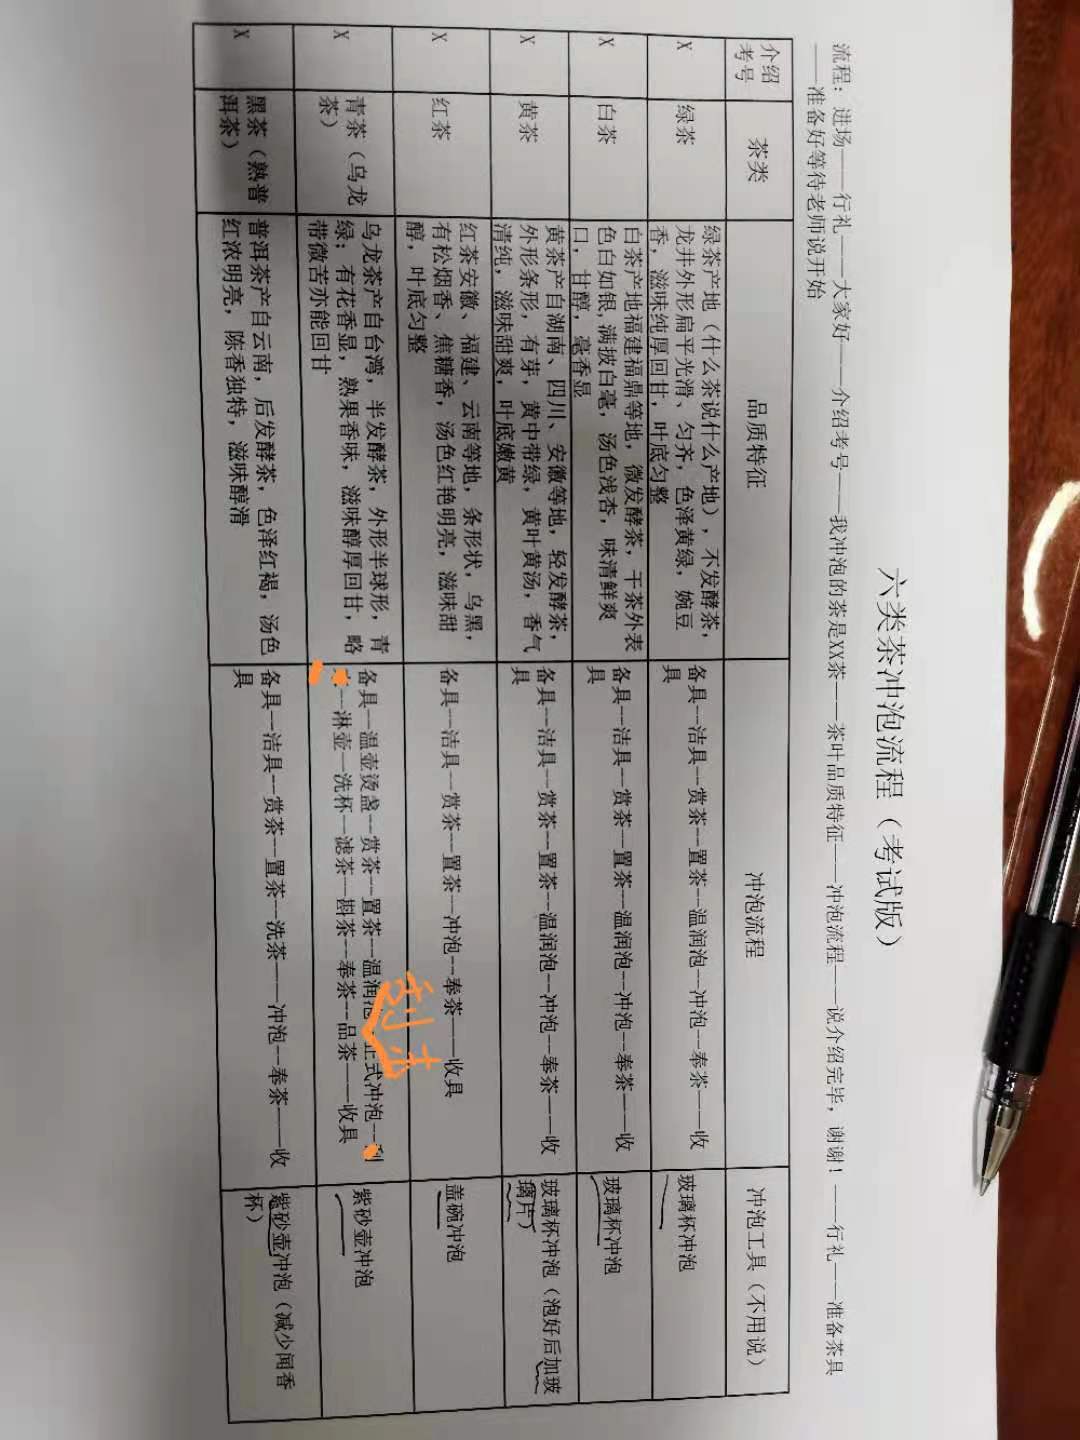 六类茶冲泡流程（考试版）
流程：进场——行礼——大家好——介绍考号——我冲泡的茶是XX茶——茶叶品质特征——冲泡流程——说介绍完毕，谢谢！——行礼——准备茶具
——准备好等待老师说开始
介绍
考号
茶类
品质特征
冲泡流程
冲泡工具（不用说）
X
绿茶
绿茶产地（什么茶说什么产地），不发酵茶，
龙井外形扁平光滑、匀齐，色泽黄绿，婉豆
香，滋味纯厚回甘，叶底匀整
备具--洁具--赏茶--置茶--温润泡--冲泡--奉茶——收
具
玻璃杯冲泡
X
白茶
白茶产地福建福鼎等地，微发酵茶，干茶外表
色白如银，满披白毫，汤色浅杏，味清鲜爽
口，甘醇，毫香显
备具--洁具--赏茶--置茶--温润泡--冲泡--奉茶——收
具
玻璃杯冲泡
X
黄茶
黄茶产自湖南、四川、安徽等地，轻发酵茶，
外形条形，有芽，黄中带绿，黄叶黄汤，香气
清纯，滋味甜爽，叶底嫩黄
备具--洁具--赏茶--置茶--温润泡--冲泡--奉茶——收
具
玻璃杯冲泡（泡好后加玻
璃片）
X
红茶
红茶安徽、福建、云南等地，条形状，乌黑，
有松烟香、焦糖香，汤色红艳明亮，滋味甜
醇，叶底匀整
备具--洁具--赏茶--置茶--冲泡--奉茶——收具
盖碗冲泡
X
青茶（乌龙
茶）
乌龙茶产自台湾，半发酵茶，外形半球形，青
绿；有花香显，熟果香味，滋味醇厚回甘，略
带微苦亦能回甘
备具--温壶烫盏--赏茶--置茶--温润泡--正式冲泡--刮
--淋壶--洗杯--滤茶--斟茶--奉茶--品茶——收具
刮沫
紫砂壶冲泡
X
黑茶（熟普
洱茶）
普洱茶产自云南，后发酵茶，色泽红褐，汤色
红浓明亮，陈香独特，滋味醇滑
备具--洁具--赏茶--置茶--洗茶——冲泡--奉茶——收
具
紫砂壶冲泡（减少闻香
杯）